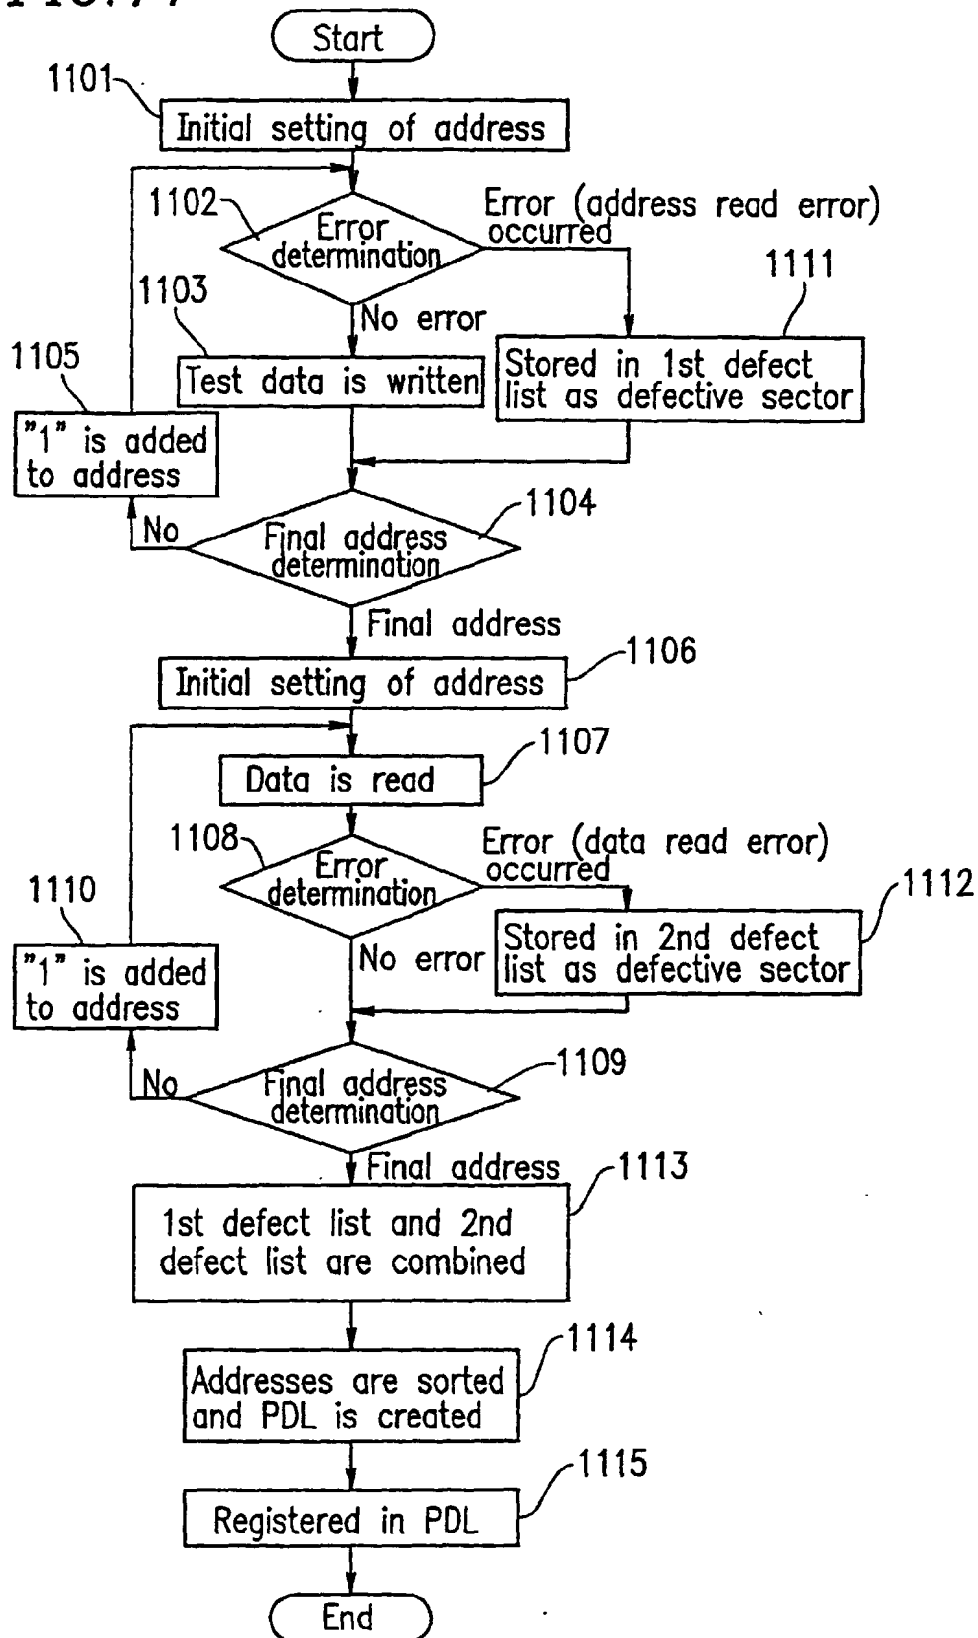 Start
1101
Initial setting of address
1102
Error
determination
Error (address read error)
occurred
1111
1103
No error
Test data is written
Stored in 1st defect
list as defective sector
1105
"1" is added
to address
1104
No
Final address
determination
Final address
1106
Initial setting of address
1107
Data is read
1108
Error
determination
Error (data read error)
occurred
1112
1110
No error
Stored in 2nd defect
list as defective sector
"1" is added
to address
1109
No
Final address
determination
Final address
1113
1st defect list and 2nd
defect list are combined
1114
Addresses are sorted
and PDL is created
1115
Registered in PDL
End